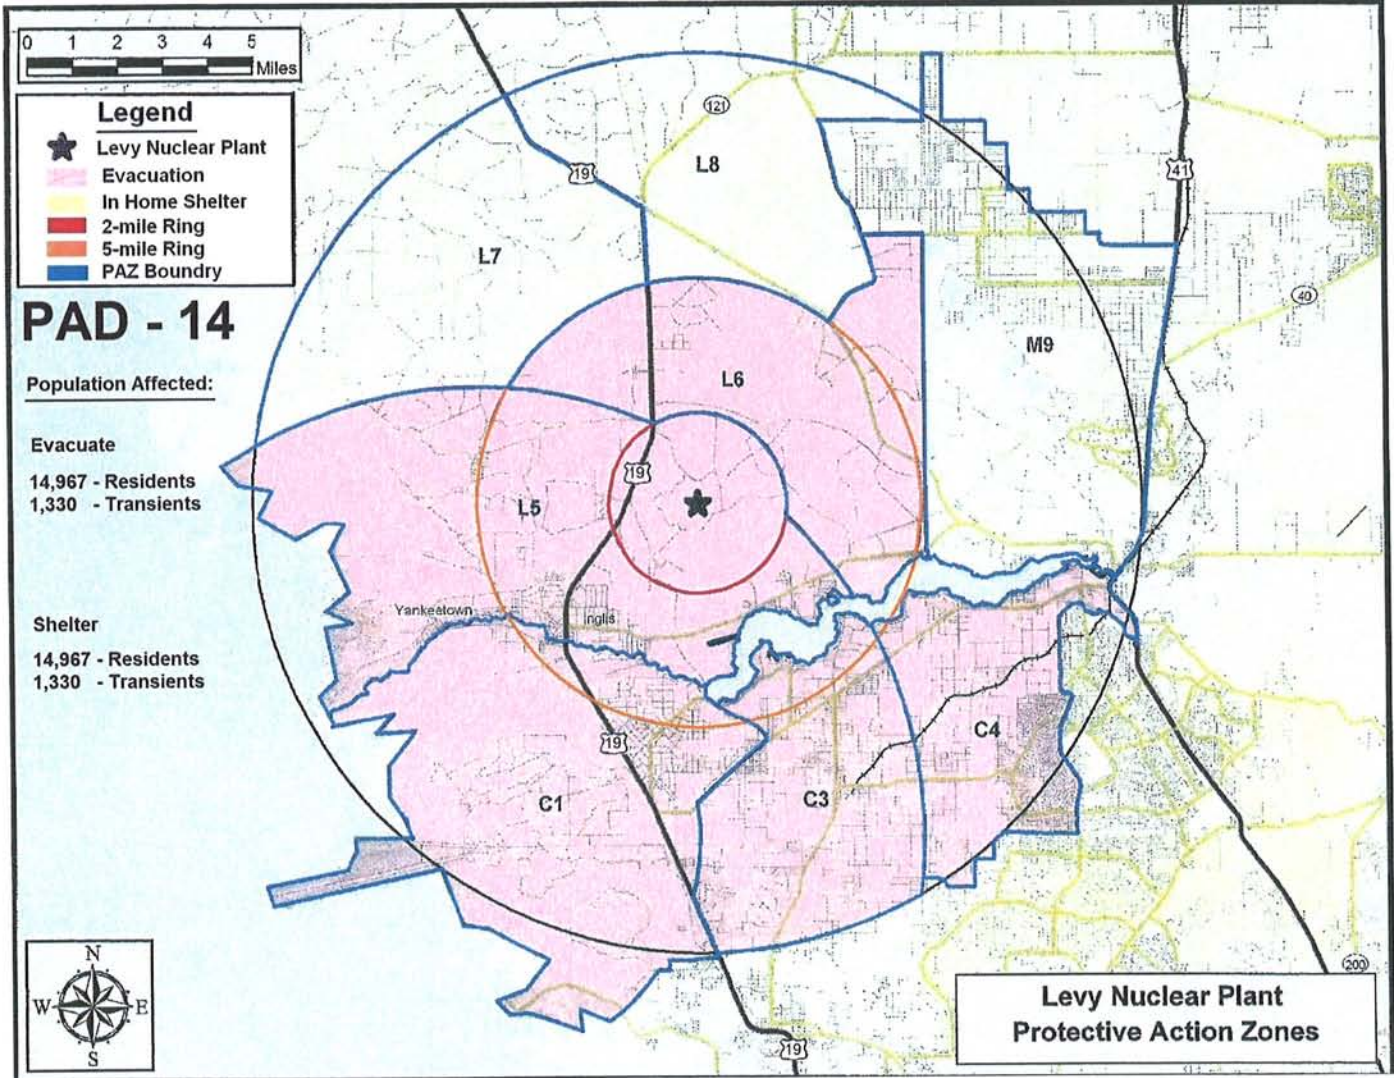 0 1 2 3 4 5
Miles
Legend
Levy Nuclear Plant
Evacuation
In Home Shelter
2-mile Ring
5-mile Ring
PAZ Boundry
PAD - 14
Population Affected:
Evacuate
14,967 - Residents
1,330 - Transients
Shelter
14,967 - Residents
1,330 - Transients
121
L8
19
41
L7
40
M9
L6
19
L5
Yankeetown
Inglis
C4
19
C1
C3
N
W E
S
200
Levy Nuclear Plant
Protective Action Zones
19